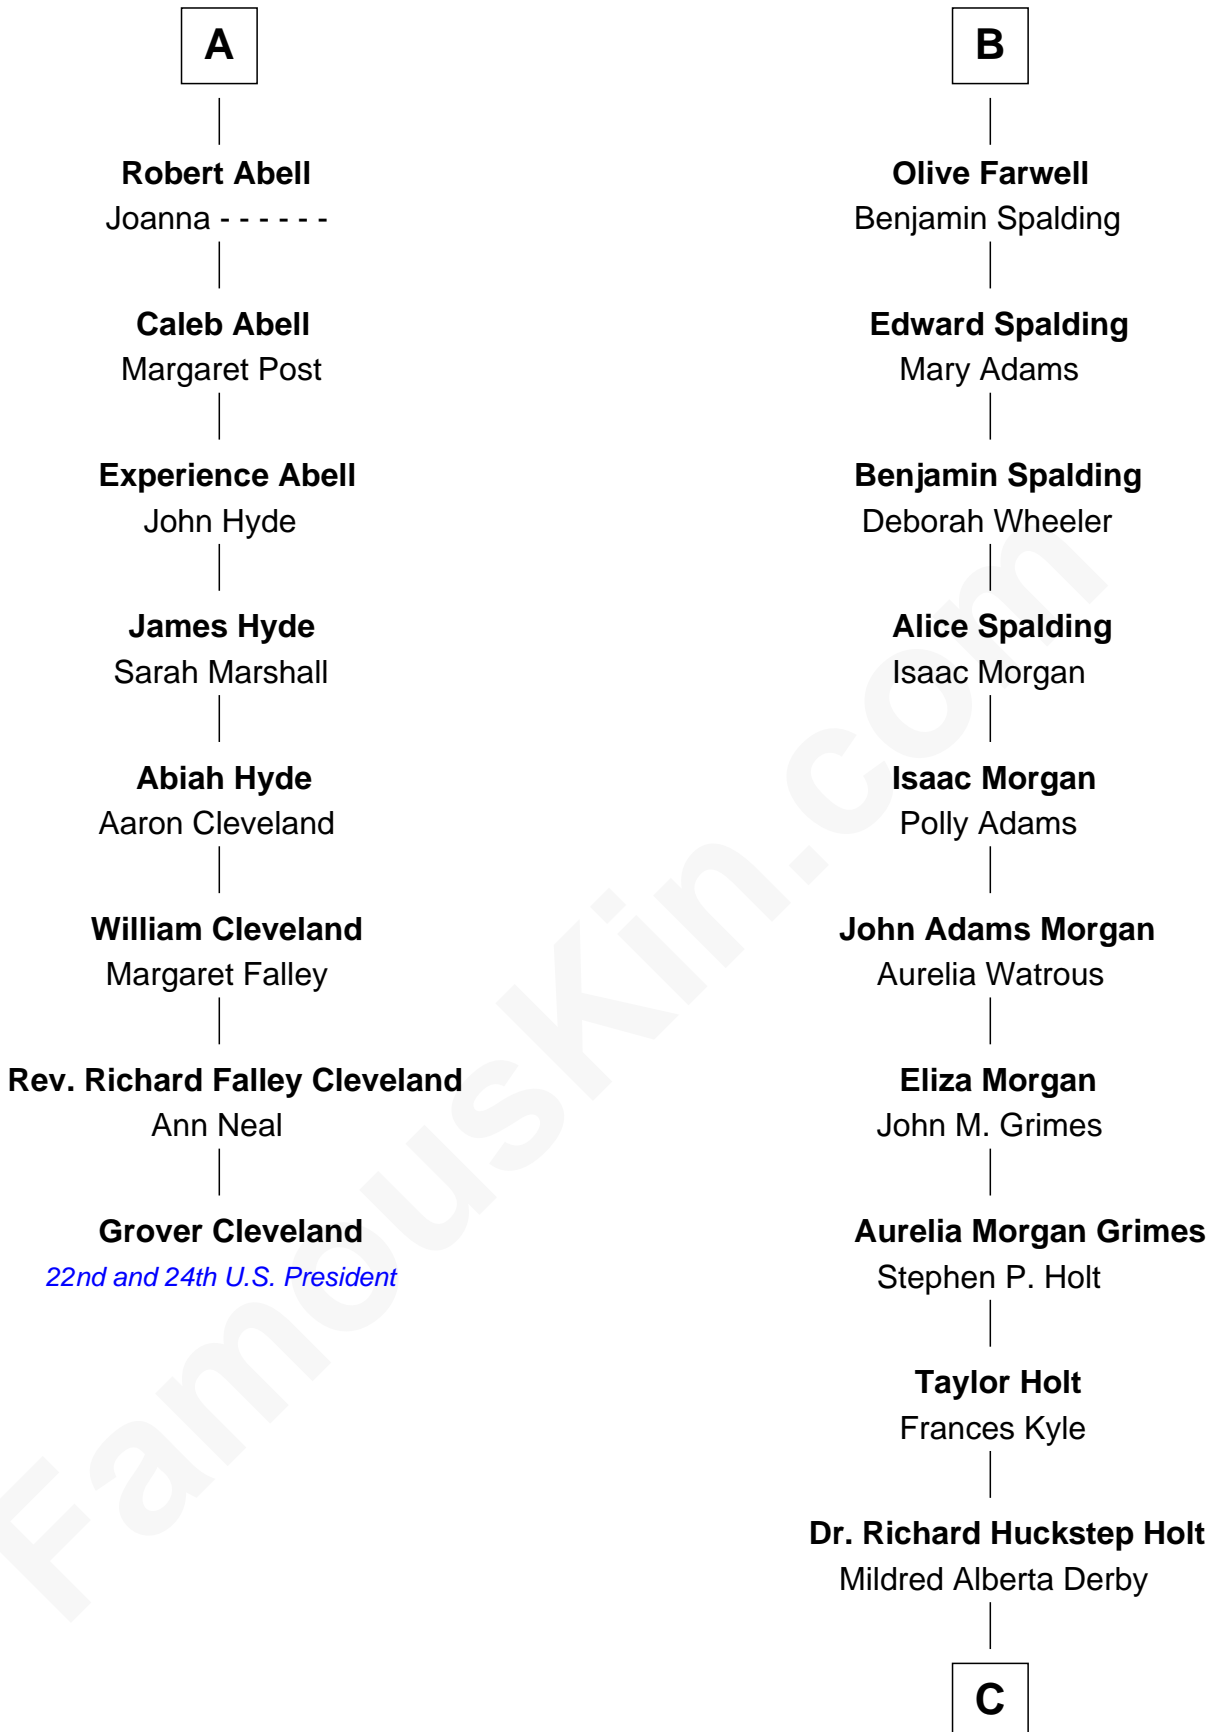 A
Robert Abell
Joanna - - - - - -
Caleb Abell
Margaret Post
Experience Abell
John Hyde
James Hyde
Sarah Marshall
Abiah Hyde
Aaron Cleveland
William Cleveland
Margaret Falley
Rev. Richard Falley Cleveland
Ann Neal
Grover Cleveland
22nd and 24th U.S. President
B
Olive Farwell
Benjamin Spalding
Edward Spalding
Mary Adams
Benjamin Spalding
Deborah Wheeler
Alice Spalding
Isaac Morgan
Isaac Morgan
Polly Adams
John Adams Morgan
Aurelia Watrous
Eliza Morgan
John M. Grimes
Aurelia Morgan Grimes
Stephen P. Holt
Taylor Holt
Frances Kyle
Dr. Richard Huckstep Holt
Mildred Alberta Derby
C
FamousKin.com